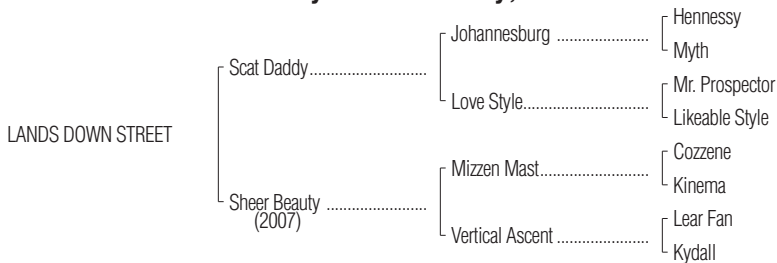 Hennessy
Johannesburg ......................
Myth
Scat Daddy............................
Mr. Prospector
Love Style..............................
Likeable Style
LANDS DOWN STREET
Cozzene
Mizzen Mast..........................
Kinema
Sheer Beauty ........................
(2007)
Lear Fan
Vertical Ascent ......................
Kydall